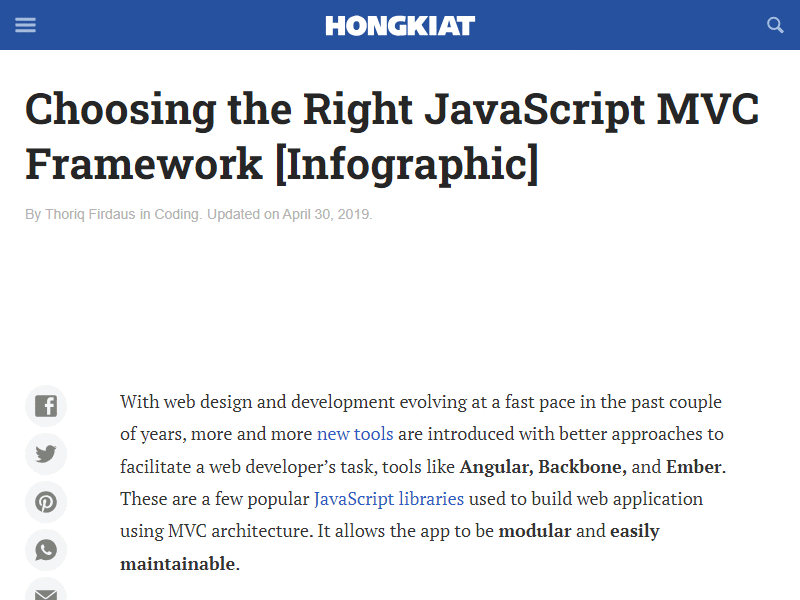 HONGKIAT
Choosing the Right JavaScript MVC
Framework [Infographic]
By Thoriq Firdaus in Coding. Updated on April 30, 2019.
With web design and development evolving at a fast pace in the past couple
of years, more and more new tools are introduced with better approaches to
facilitate a web developer’s task, tools like Angular, Backbone, and Ember.
These are a few popular JavaScript libraries used to build web application
using MVC architecture. It allows the app to be modular and easily
maintainable.